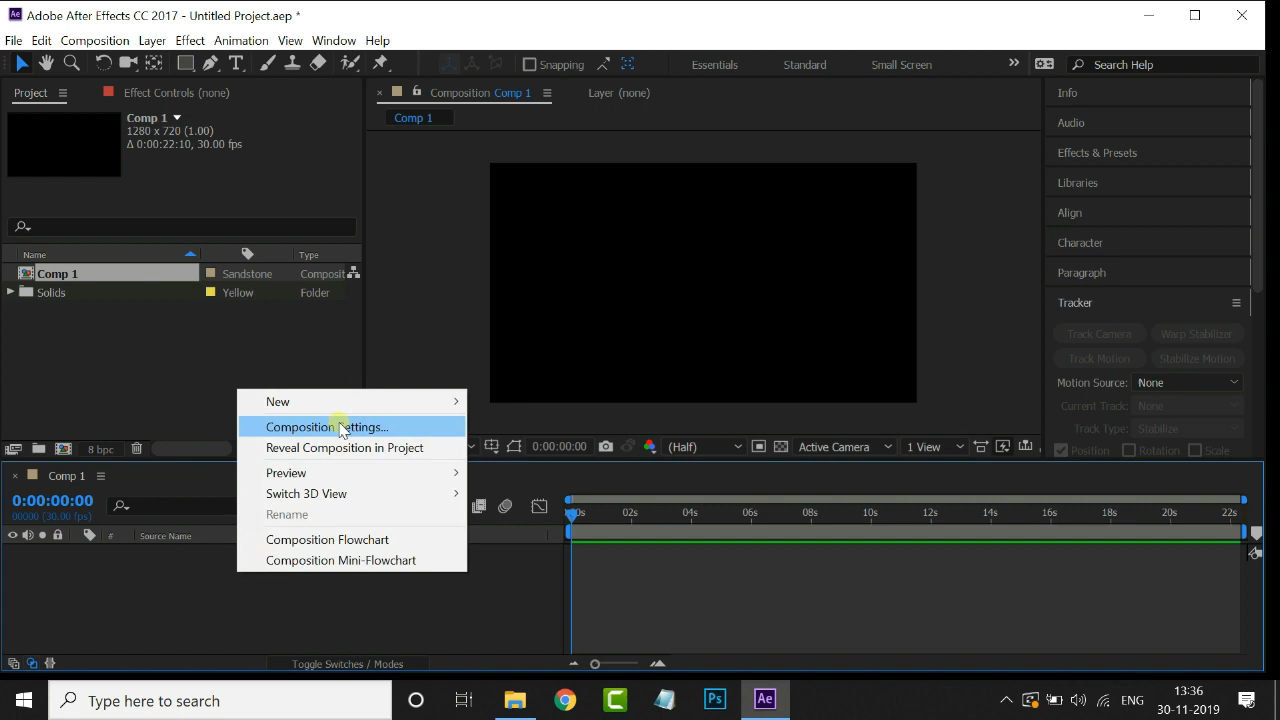 Ae Adobe After Effects CC 2017 - Untitled Project.aep *
File Edit Composition Layer Effect Animation View Window Help
Snapping Essentials Standard Small Screen Search Help
Project Effect Controls (none)
Composition Comp 1 Layer (none)
Info
Comp 1
1280 x 720 (1.00)
Δ 0:00:22:10, 30.00 fps
Comp 1
Audio
Effects & Presets
Libraries
Align
Character
Paragraph
Tracker
Name Type
Comp 1 Sandstone Composit
Solids Yellow Folder
Track Camera Warp Stabilizer
Track Motion Stabilize Motion
Motion Source: None
Current Track: None
Track Type: Stabilize
Position Rotation Scale
New
Composition Settings...
Reveal Composition in Project
Preview
Switch 3D View
Rename
Composition Flowchart
Composition Mini-Flowchart
8 bpc
0:00:00:00 (Half) Active Camera 1 View
Comp 1
0:00:00:00
00000 (30.00 fps)
# Source Name
02s 04s 06s 08s 10s 12s 14s 16s 18s 20s 22s
Toggle Switches / Modes
Type here to search
Ps Ae
ENG
13:36
30-11-2019